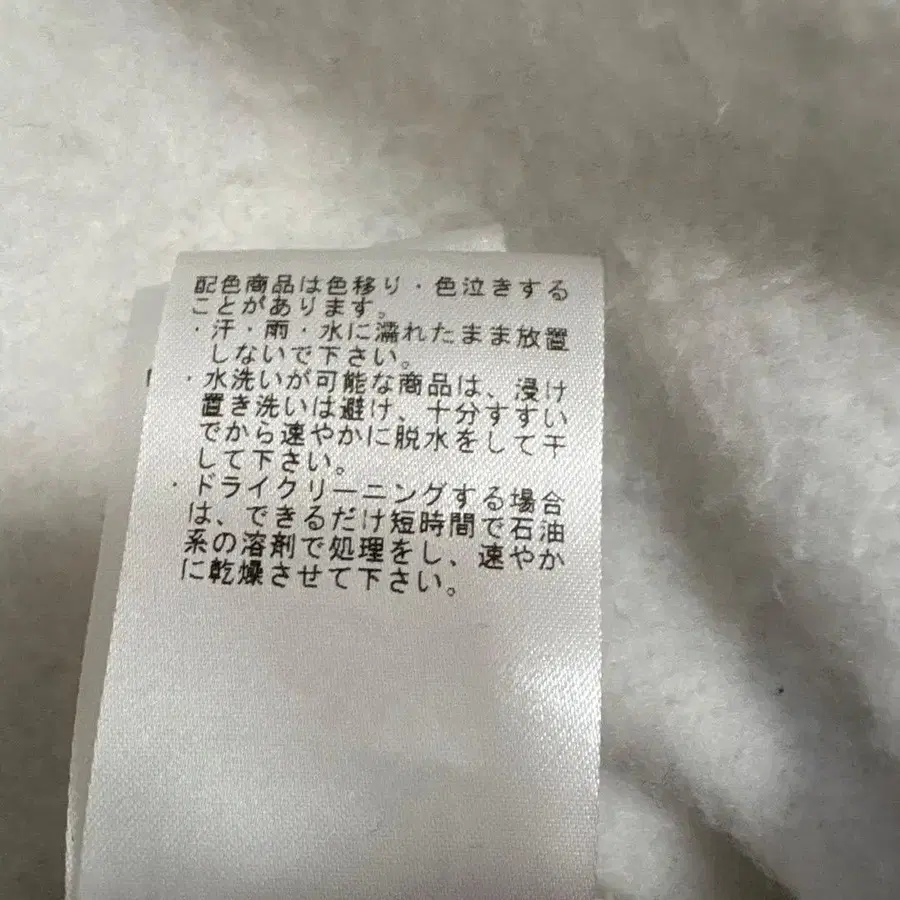 配色商品は色移り・色泣きする
ことがあります。
・汗・雨・水に濡れたまま放置
しないで下さい。
・水洗いが可能な商品は、浸け
置き洗いは避け、十分すすい
でから速やかに脱水をして干
して下さい。
・ドライクリーニングする場合
は、できるだけ短時間で石油
系の溶剤で処理をし、速やか
に乾燥させて下さい。